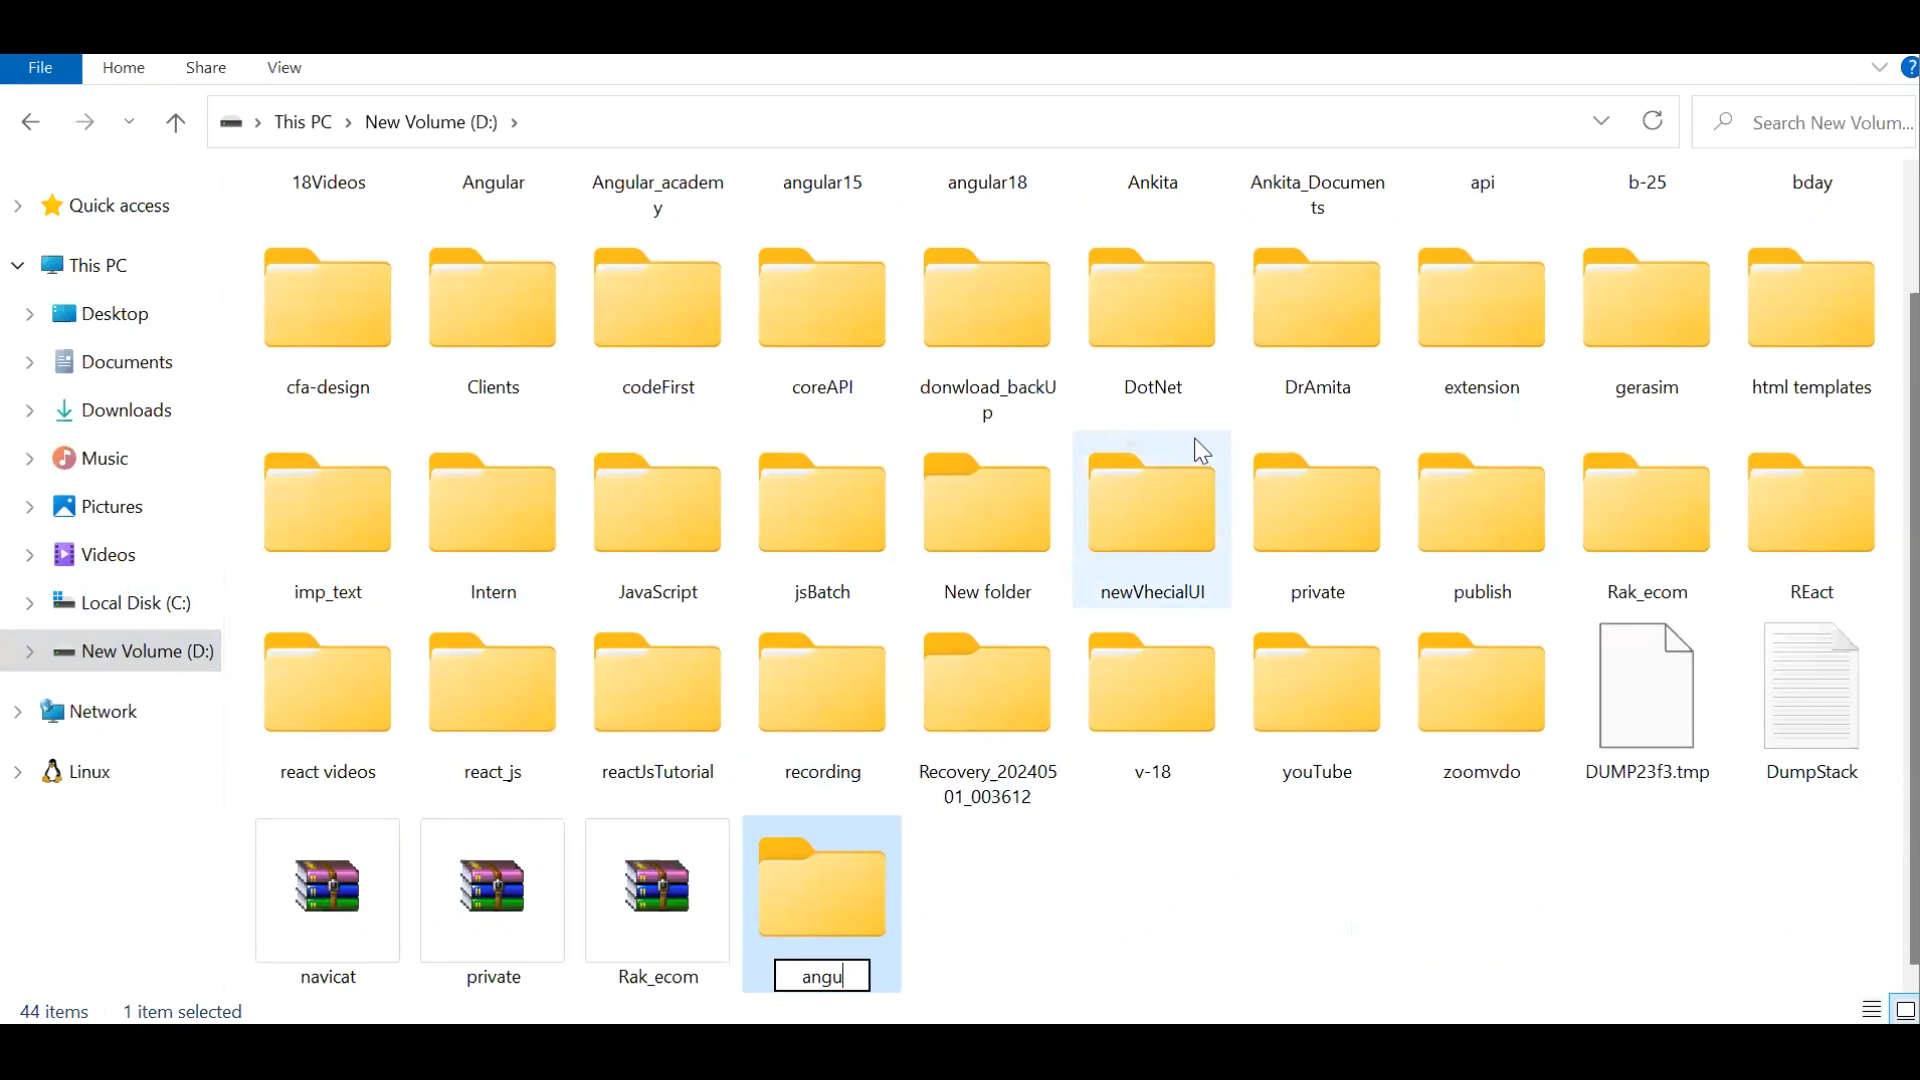 File Home Share View ?
This PC New Volume (D:) Search New Volum...
Quick access
This PC
Desktop
Documents
Downloads
Music
Pictures
Videos
Local Disk (C:)
New Volume (D:)
Network
Linux
18Videos Angular Angular_academ angular15 angular18 Ankita Ankita_Documen api b-25 bday
y ts
cfa-design Clients codeFirst coreAPI donwload_backU DotNet DrAmita extension gerasim html templates
p
imp_text Intern JavaScript jsBatch New folder newVhecialUI private publish Rak_ecom REact
react videos react_js reactJsTutorial recording Recovery_202405 v-18 youTube zoomvdo DUMP23f3.tmp DumpStack
01_003612
navicat private Rak_ecom angu
44 items 1 item selected